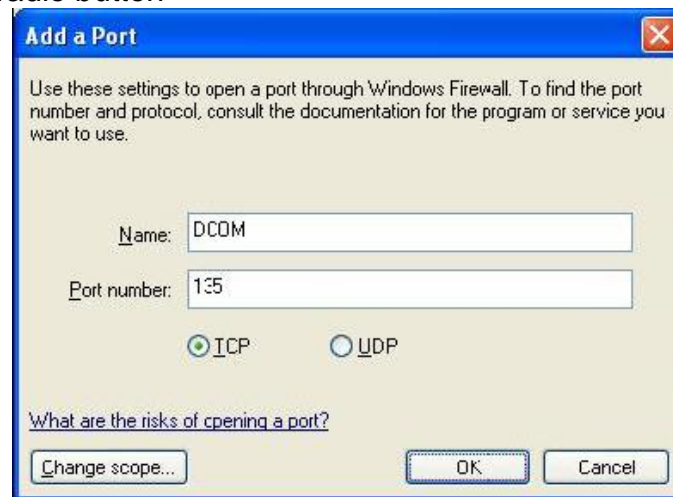 radio button
Add a Port
Use these settings to open a port through Windows Firewall. To find the port
number and protocol, consult the documentation for the program or service you
want to use.
Name: DCOM
Port number: 135
TCP UDP
What are the risks of opening a port?
Change scope... OK Cancel